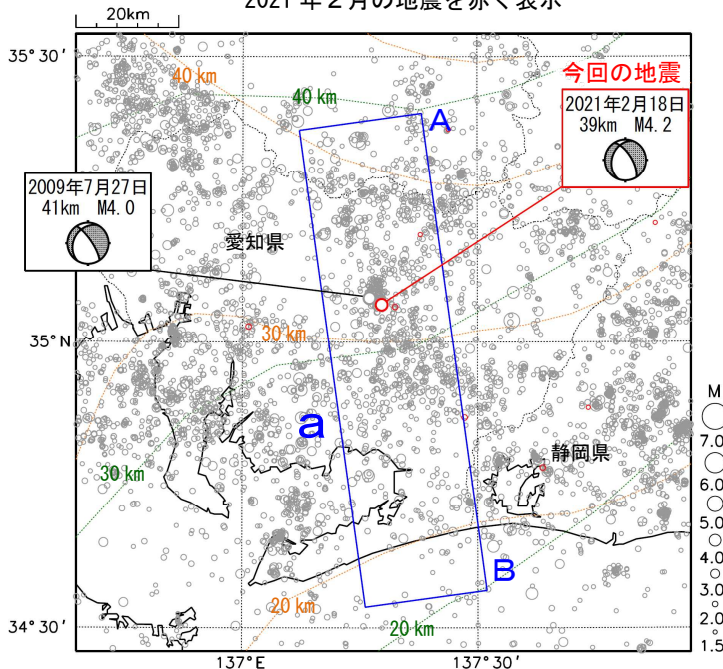 2021 年２月の地震を赤く表示
20km
35°30′
40 km
40 km
今回の地震
2021年2月18日
39km M4.2
A
2009年7月27日
41km M4.0
愛知県
35°N
30 km
a
30 km
静岡県
B
20 km
20 km
34°30′
137°E
137°30′
M
7.0
6.0
5.0
4.0
3.0
2.0
1.5